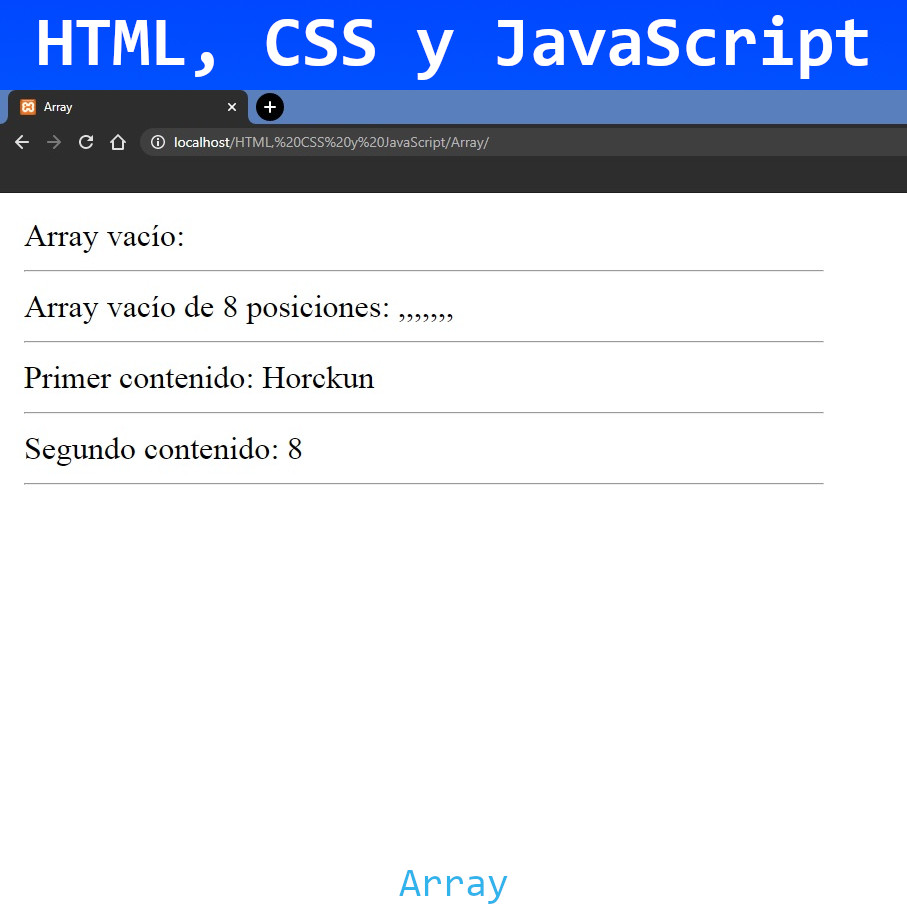 HTML, CSS y JavaScript
Array
localhost/HTML,%20CSS%20y%20JavaScript/Array/
Array vacío:
Array vacío de 8 posiciones: ,,,,,,,
Primer contenido: Horckun
Segundo contenido: 8
Array